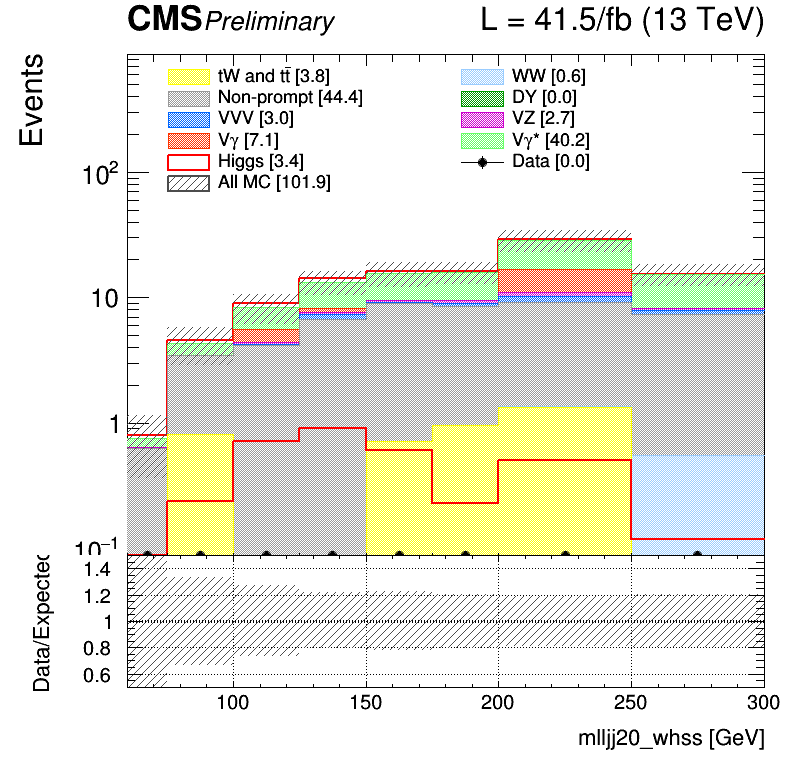 CMS Preliminary L = 41.5/fb (13 TeV)
Events
tW and tt̄ [3.8] WW [0.6]
Non-prompt [44.4] DY [0.0]
VVV [3.0] VZ [2.7]
Vγ [7.1] Vγ* [40.2]
Higgs [3.4] Data [0.0]
All MC [101.9]
10²
10
1
10⁻¹
Data/Expected
1.4
1.2
1
0.8
0.6
100 150 200 250 300
mlljj20_whss [GeV]